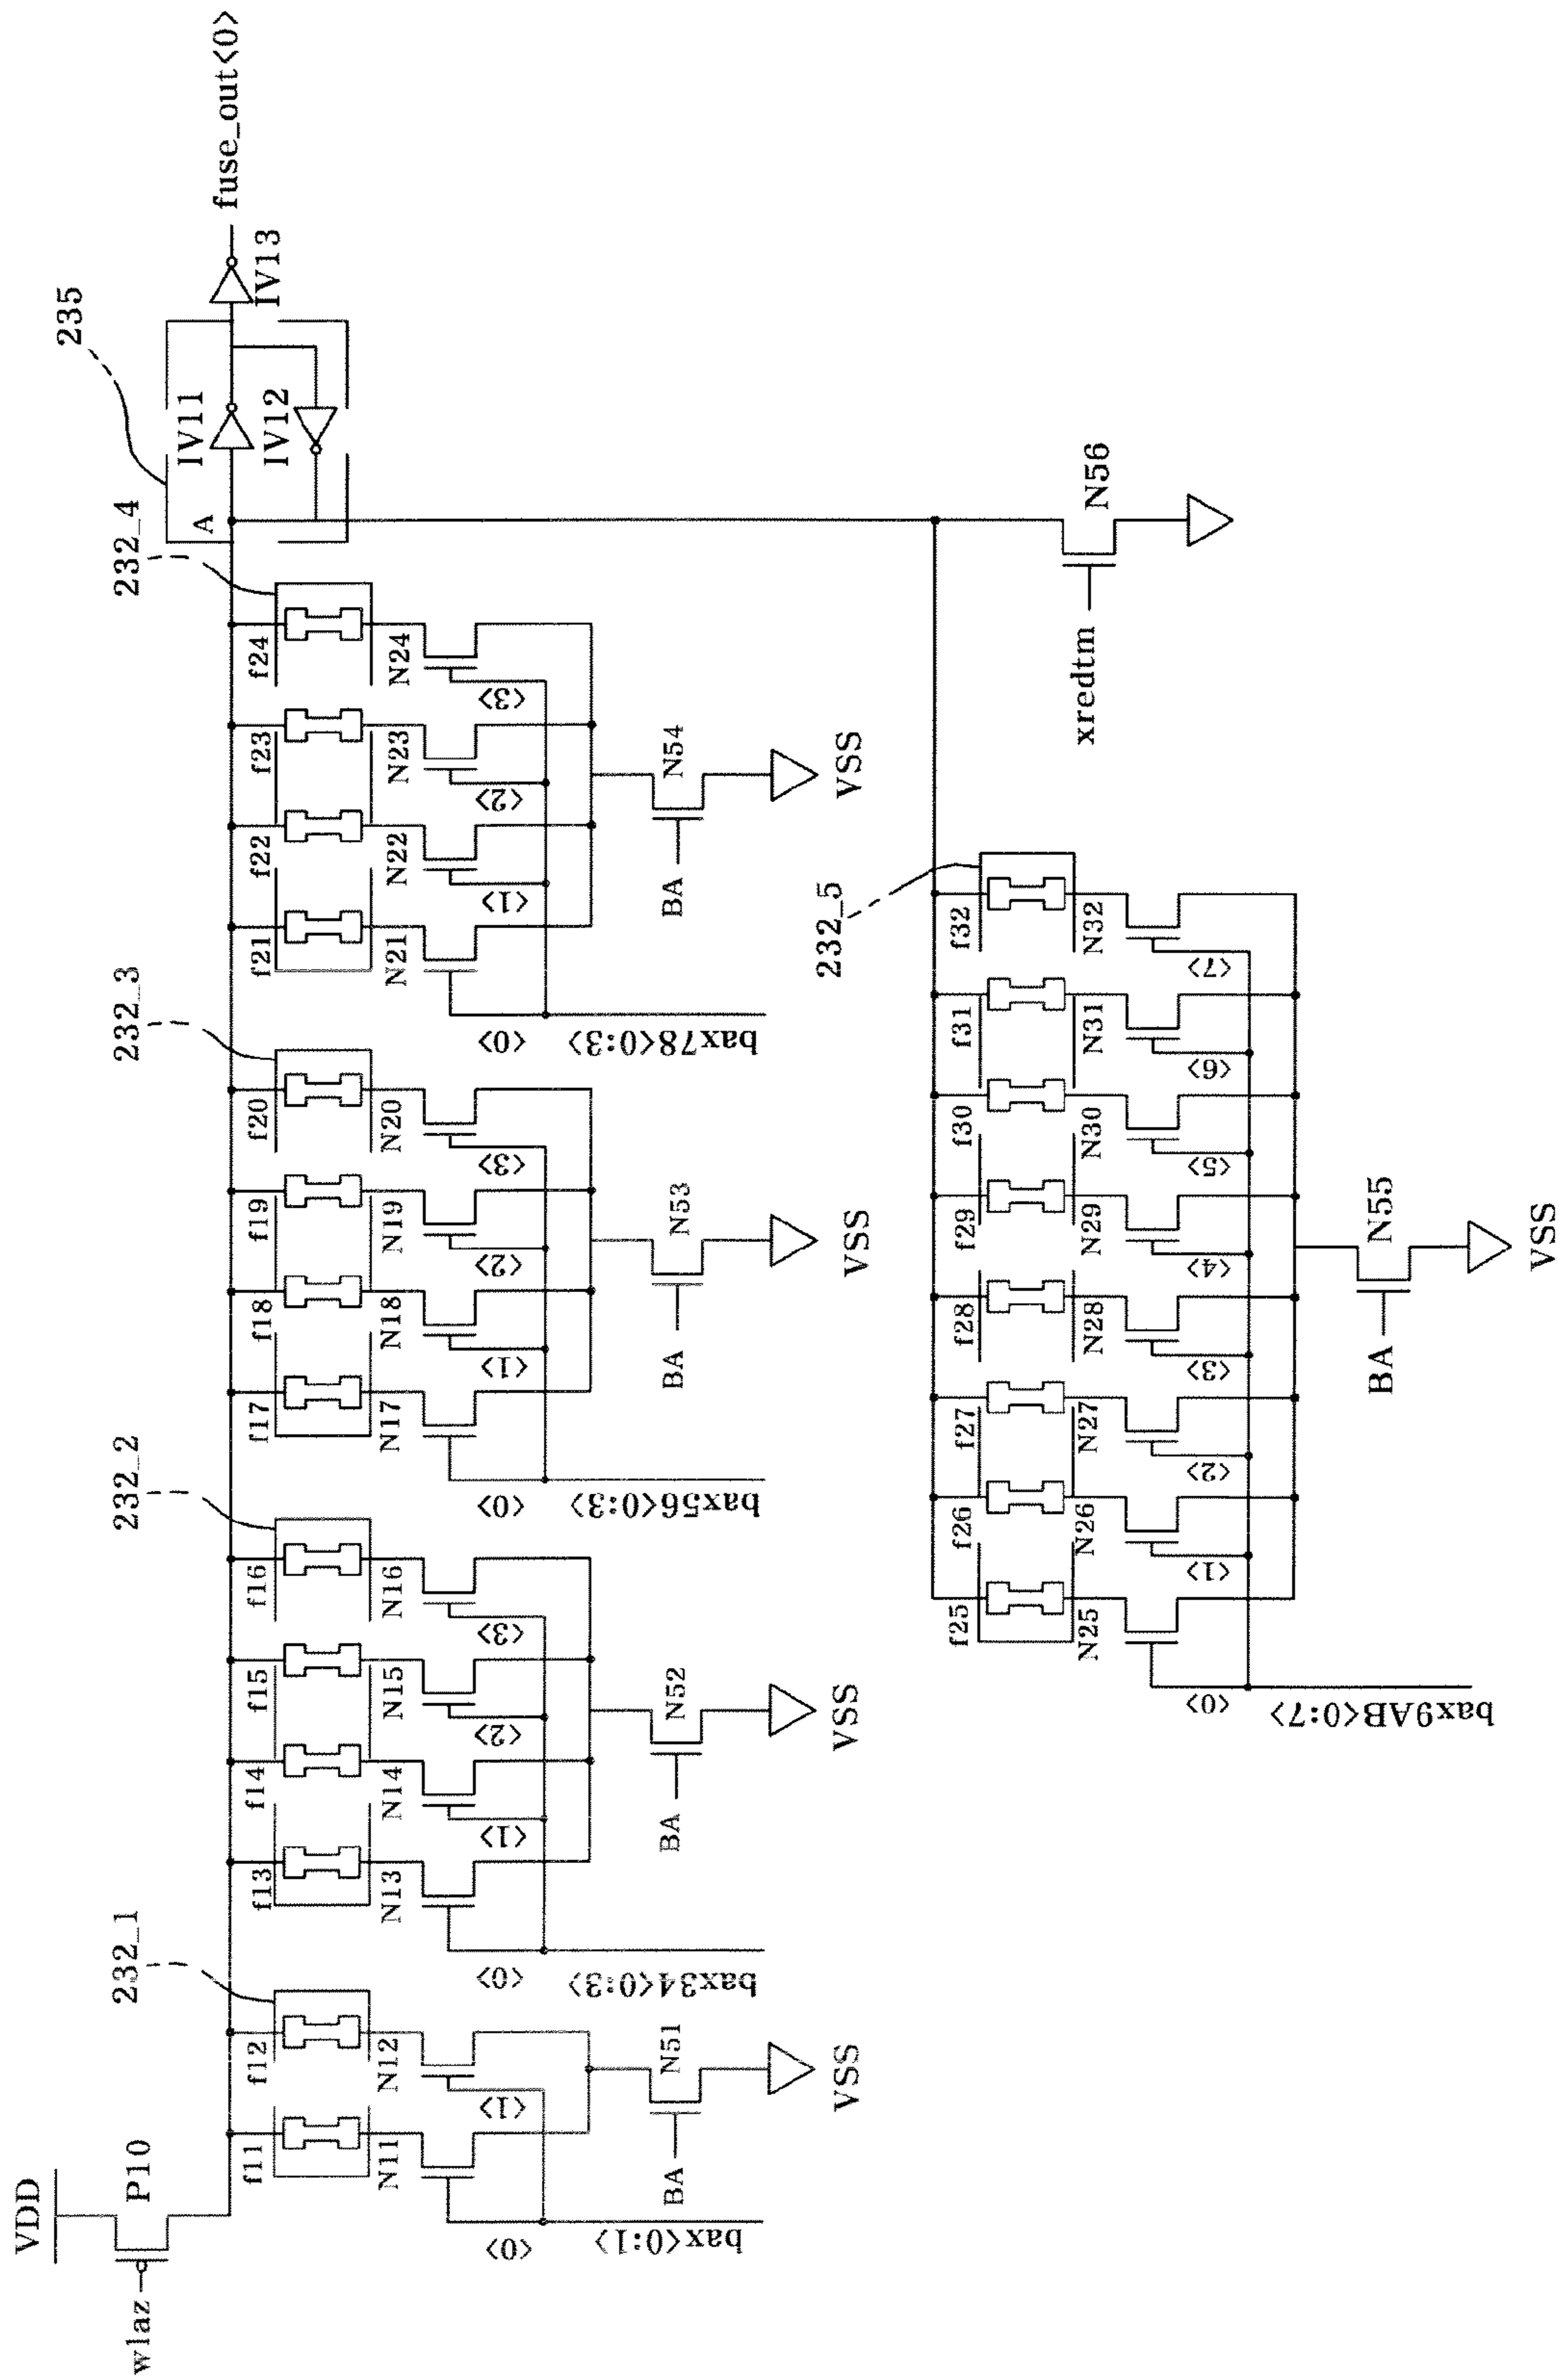 VDD
wlaz
P10
232_1
f11
f12
N11
N12
<0>
<1>
bax<0:1>
BA
N51
VSS
232_2
f13
f14
f15
f16
N13
N14
N15
N16
<0>
<1>
<2>
<3>
bax34<0:3>
BA
N52
VSS
232_3
f17
f18
f19
f20
N17
N18
N19
N20
<0>
<1>
<2>
<3>
bax56<0:3>
BA
N53
VSS
232_4
f21
f22
f23
f24
N21
N22
N23
N24
<0>
<1>
<2>
<3>
bax78<0:3>
BA
N54
VSS
235
A
IV11
IV12
IV13
fuse_out<0>
232_5
f25
f26
f27
f28
f29
f30
f31
f32
N25
N26
N27
N28
N29
N30
N31
N32
<0>
<1>
<2>
<3>
<4>
<5>
<6>
<7>
bax9AB<0:7>
BA
N55
VSS
xredtm
N56